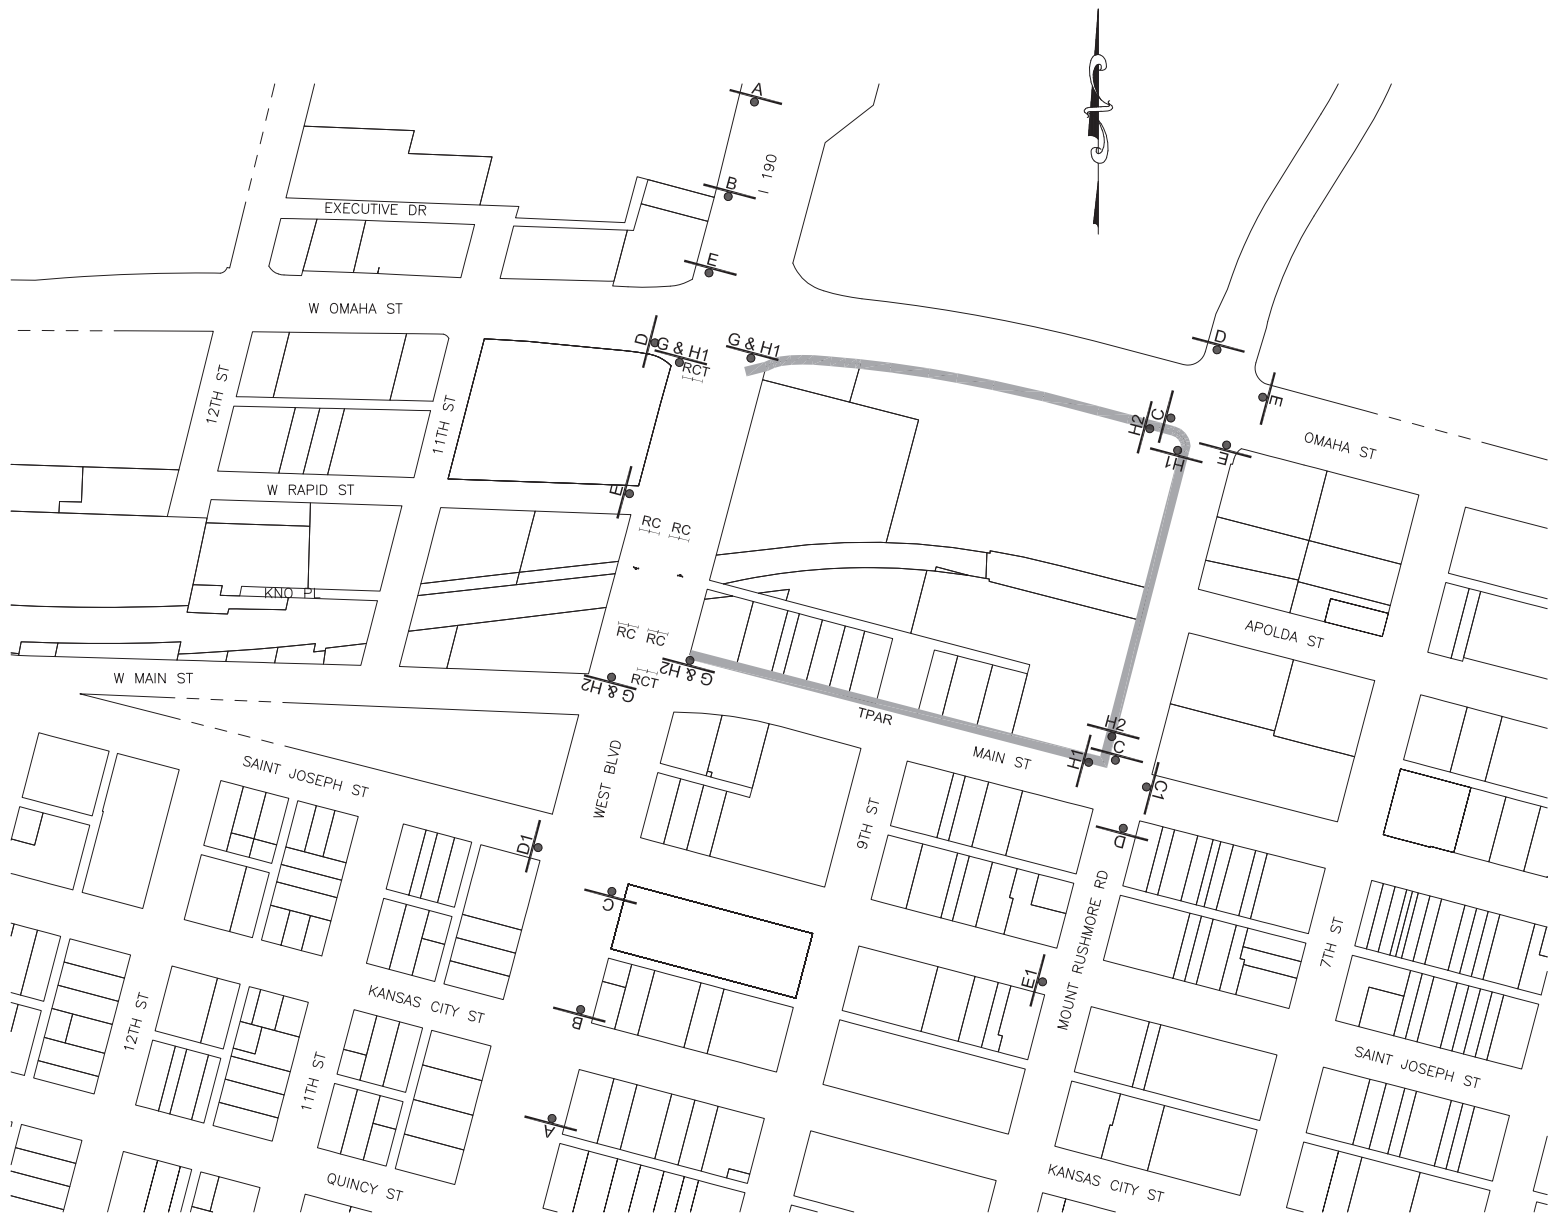 A
I 190
B
EXECUTIVE DR
E
W OMAHA ST
D
G & H1
G & H1
RCT
D
E
C
H2
H1
E
OMAHA ST
12TH ST
11TH ST
W RAPID ST
E
RC
RC
KNO PL
RC
RC
APOLDA ST
W MAIN ST
G & H2
G & H2
RCT
TPAR
H2
C
H1
MAIN ST
C1
D
SAINT JOSEPH ST
WEST BLVD
9TH ST
D1
C
MOUNT RUSHMORE RD
7TH ST
E1
KANSAS CITY ST
B
12TH ST
11TH ST
SAINT JOSEPH ST
A
QUINCY ST
KANSAS CITY ST